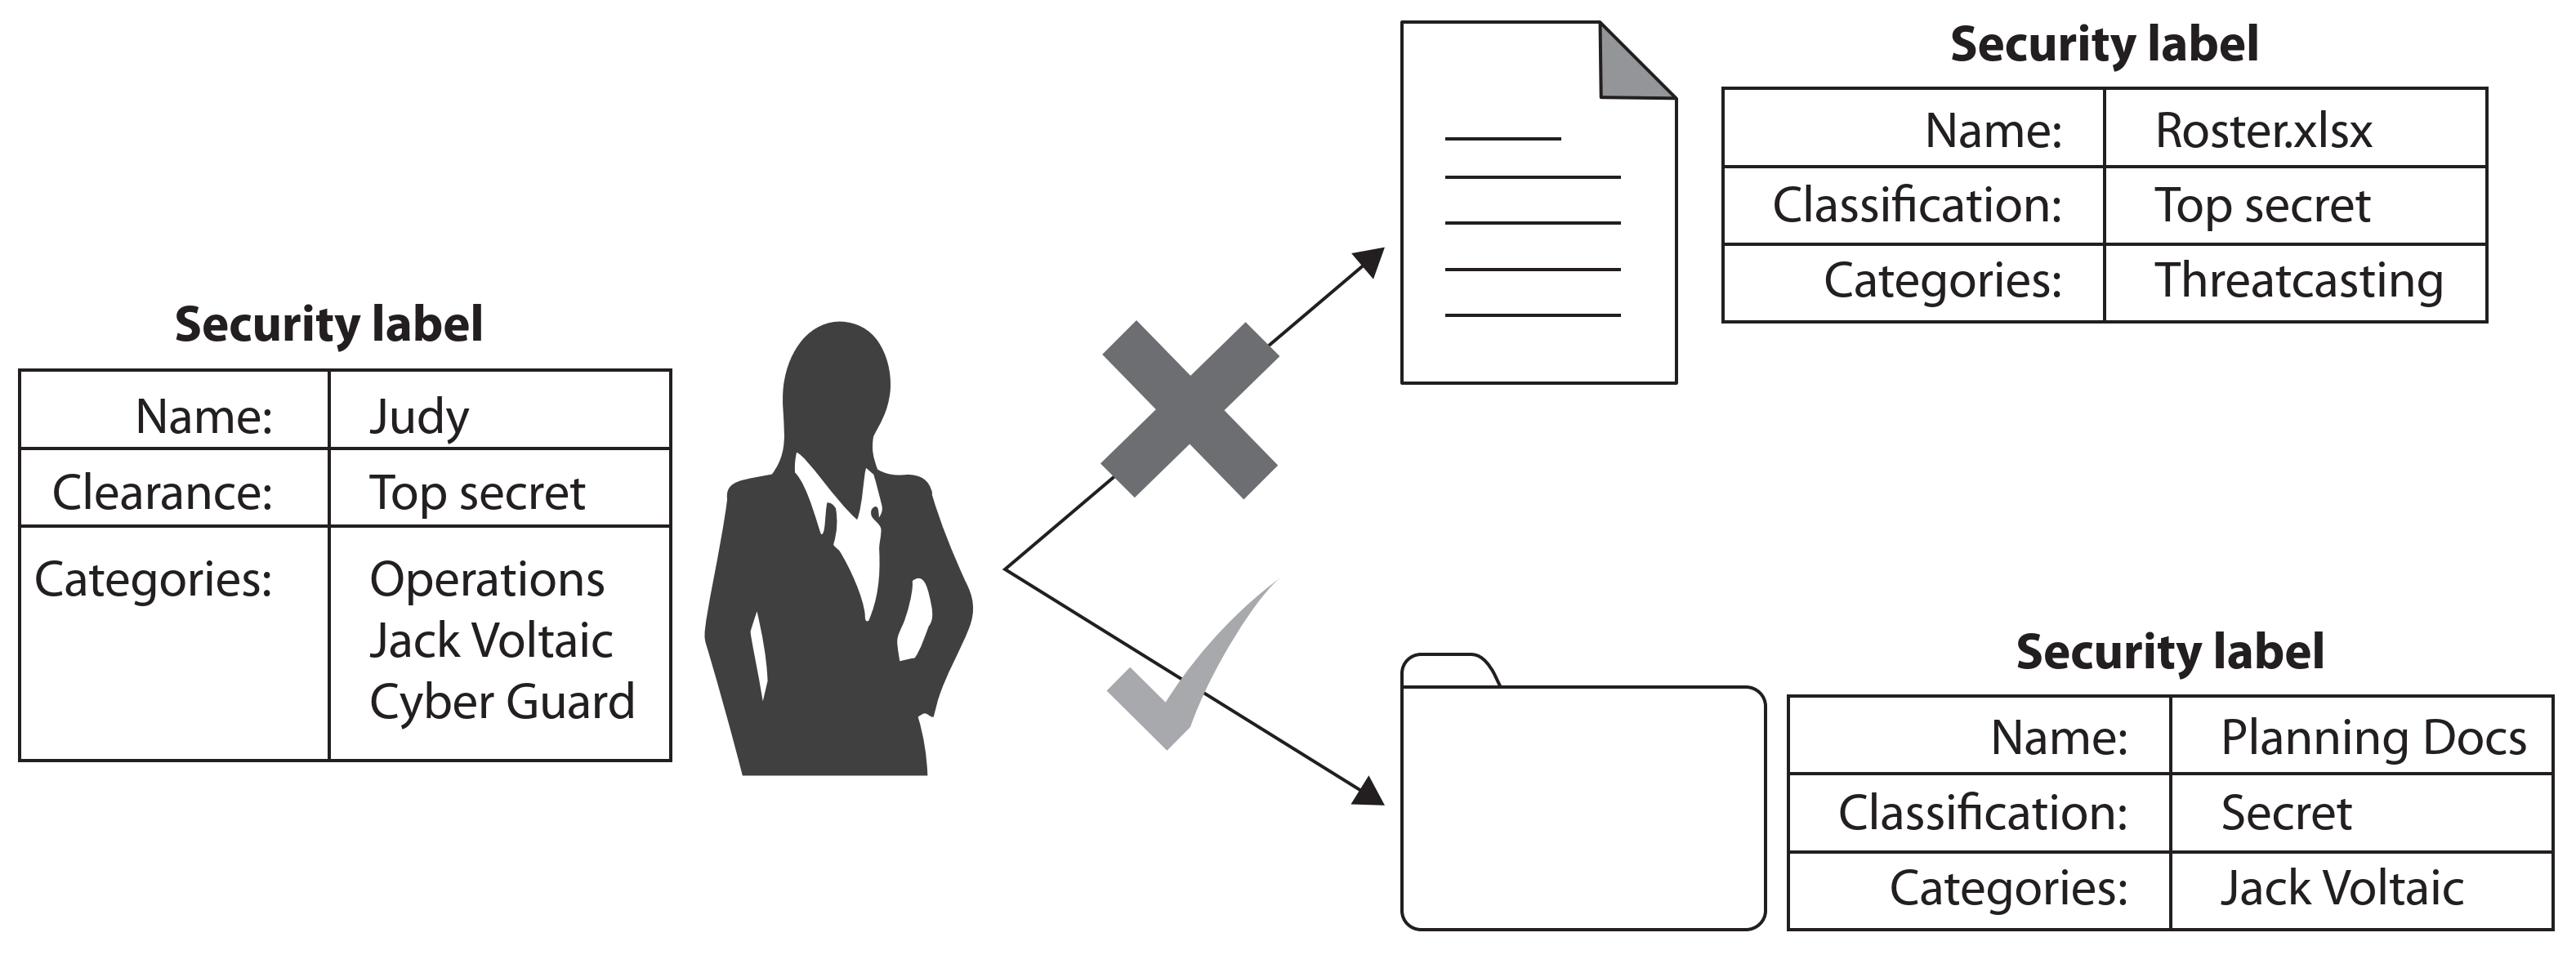 Security label
Name: Roster.xlsx
Classification: Top secret
Categories: Threatcasting
Security label
Name: Judy
Clearance: Top secret
Categories: Operations
Jack Voltaic
Cyber Guard
Security label
Name: Planning Docs
Classification: Secret
Categories: Jack Voltaic